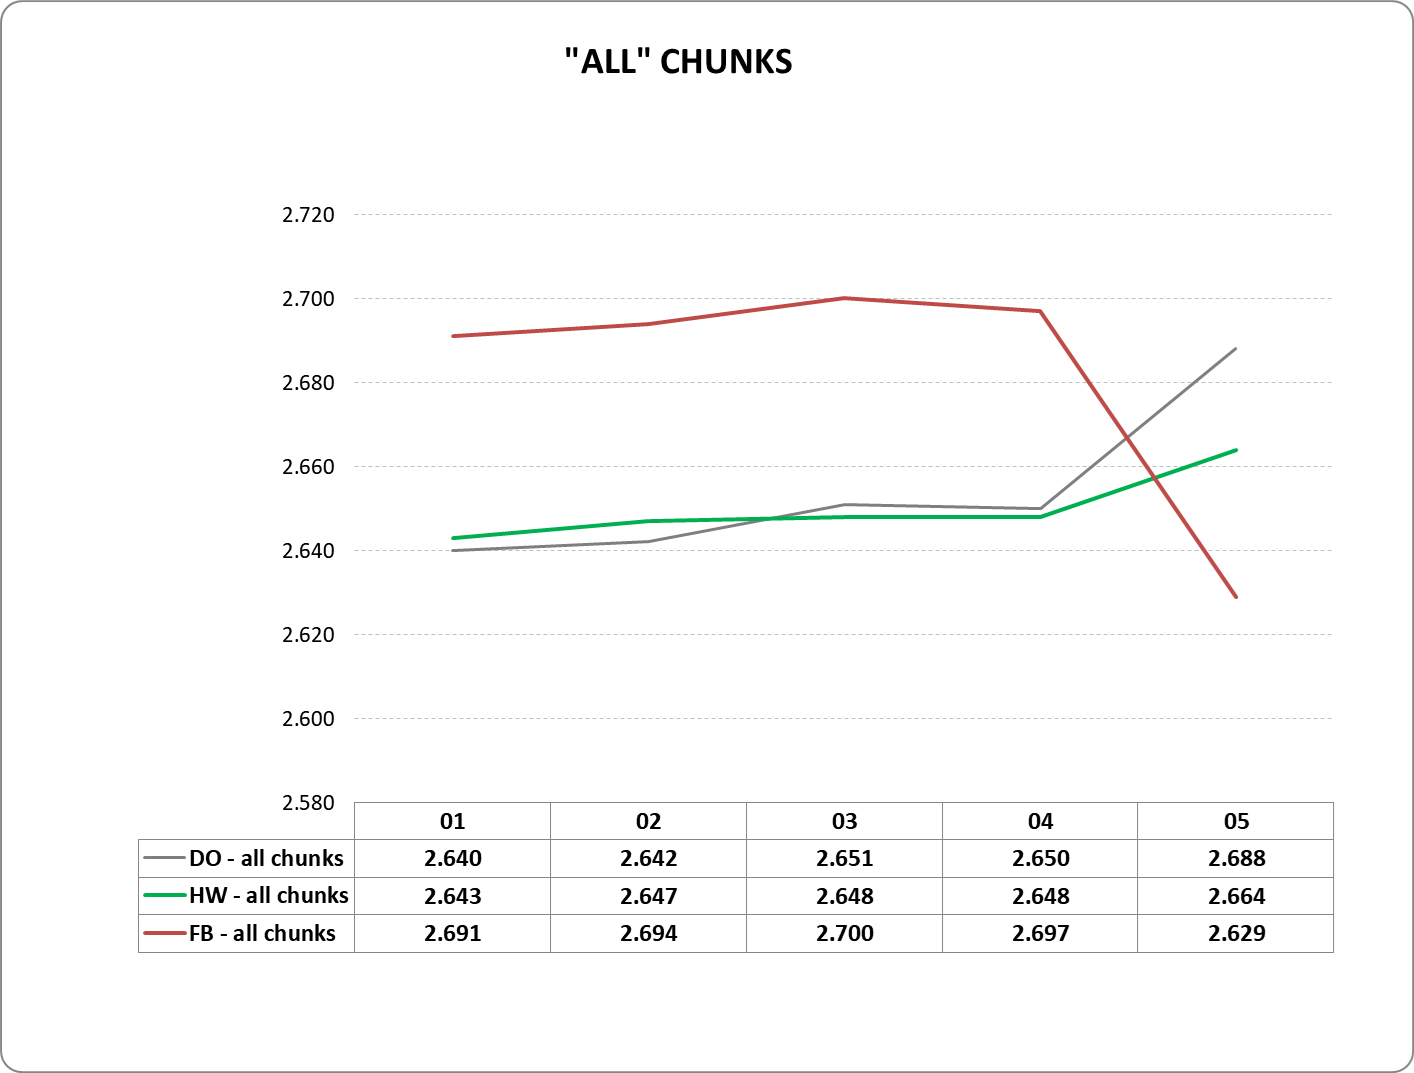 "ALL" CHUNKS
2.720
2.700
2.680
2.660
2.640
2.620
2.600
2.580
01 02 03 04 05
DO - all chunks 2.640 2.642 2.651 2.650 2.688
HW - all chunks 2.643 2.647 2.648 2.648 2.664
FB - all chunks 2.691 2.694 2.700 2.697 2.629